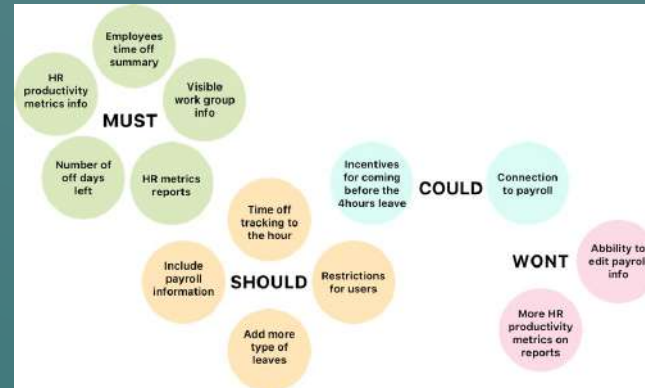 Employees
time off
summary
HR
productivity
metrics info
Visible
work group
info
MUST
Number of
off days
left
HR metrics
reports
Incentives
for coming
before the
4hours leave
COULD
Connection
to payroll
Time off
tracking to
the hour
Include
payroll
information
SHOULD
Restrictions
for users
Add more
type of
leaves
WONT
Abbility to
edit payroll
info
More HR
productivity
metrics on
reports